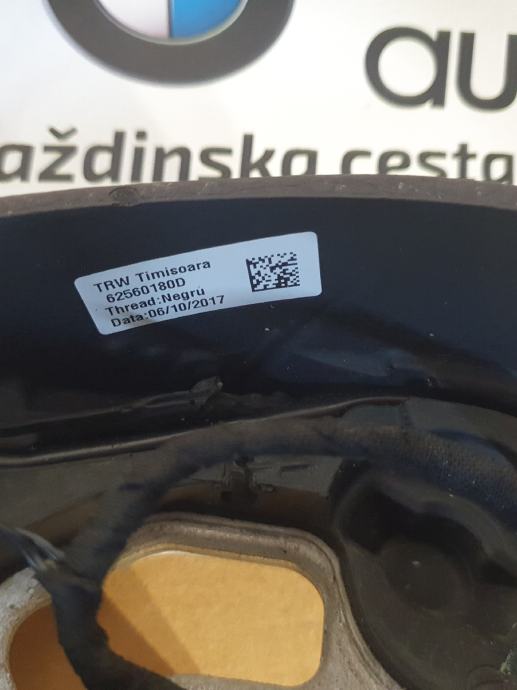 au
aždinska cesta
TRW Timisoara
62560180D
Thread:Negru
Data:06/10/2017